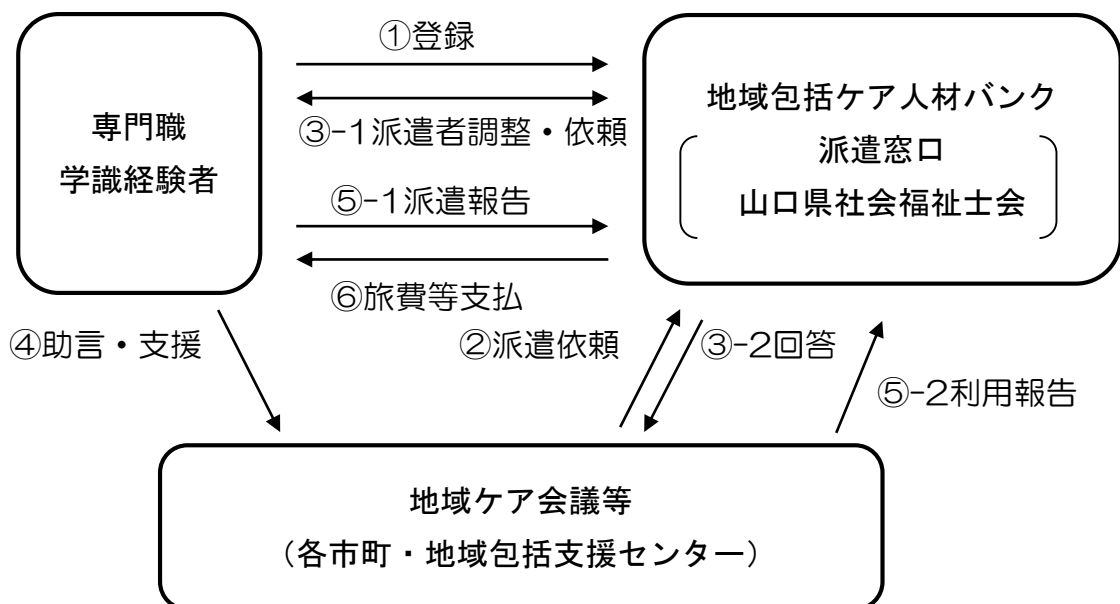 ①登録
専門職
学識経験者
③-1派遣者調整・依頼
⑤-1派遣報告
⑥旅費等支払
地域包括ケア人材バンク
派遣窓口
山口県社会福祉士会
④助言・支援
②派遣依頼
③-2回答
⑤-2利用報告
地域ケア会議等
（各市町・地域包括支援センター）